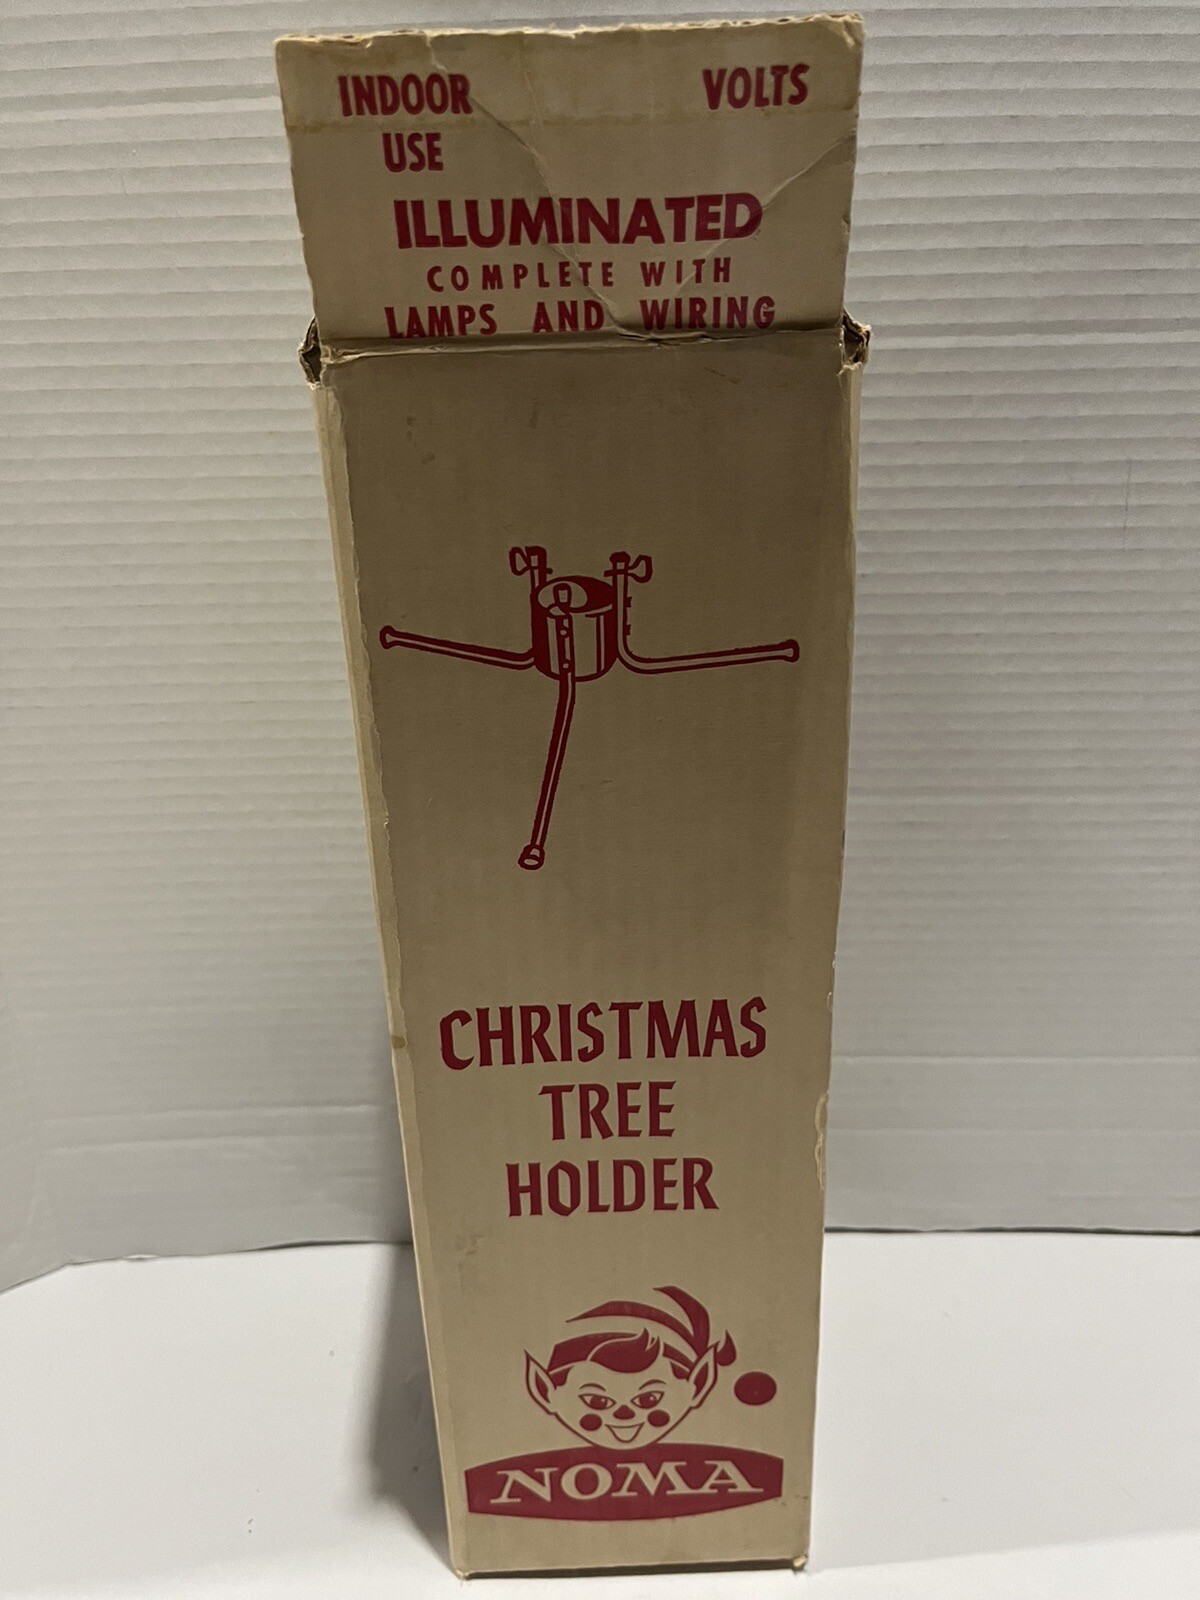 INDOOR VOLTS
USE
ILLUMINATED
COMPLETE WITH
LAMPS AND WIRING
CHRISTMAS
TREE
HOLDER
NOMA